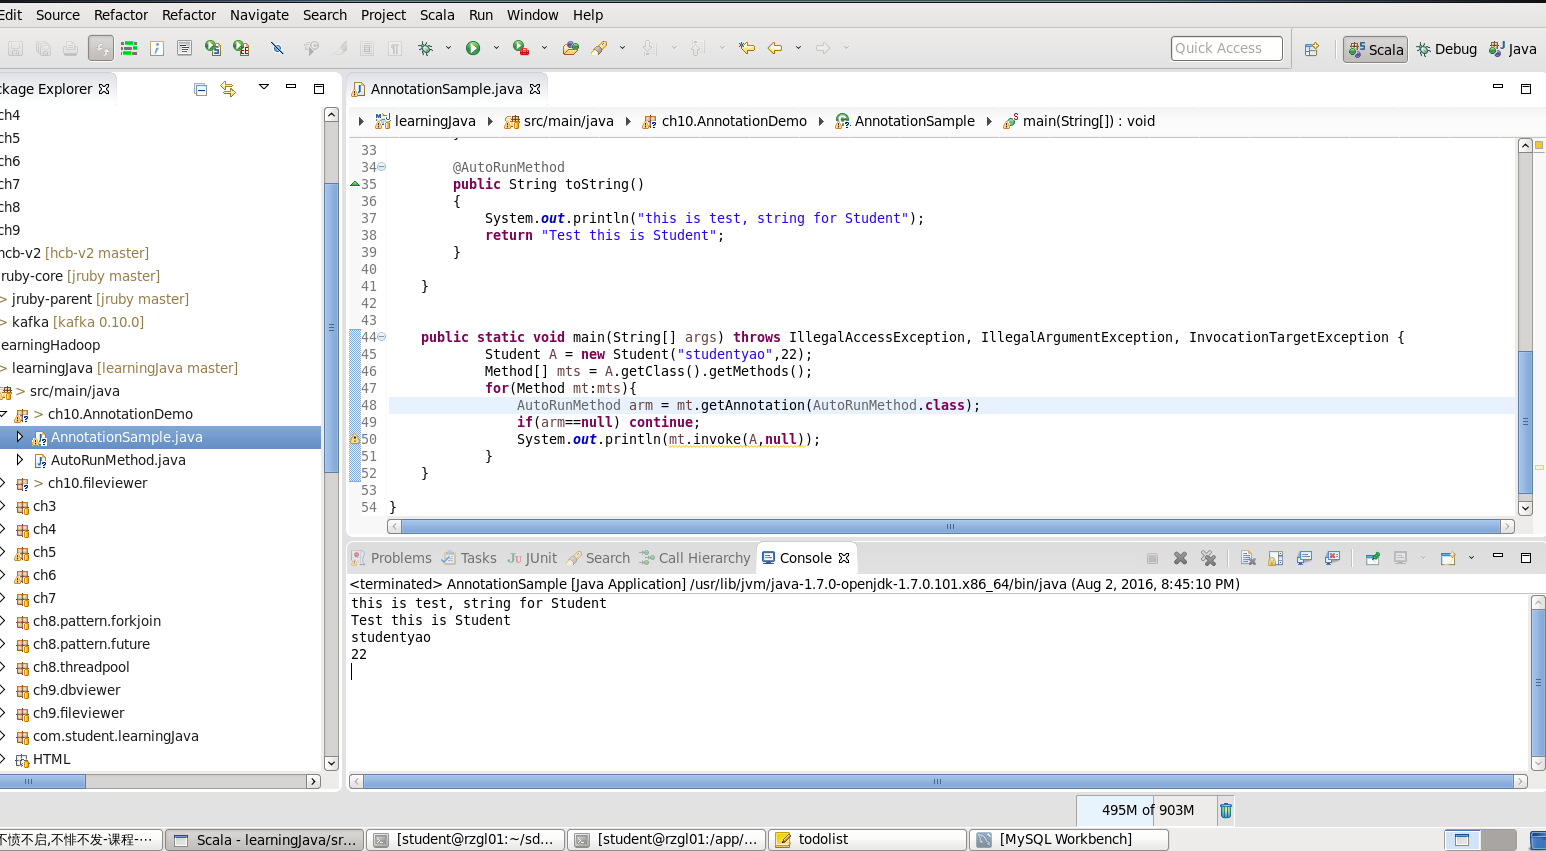 Edit Source Refactor Refactor Navigate Search Project Scala Run Window Help
Quick Access Scala Debug Java
ckage Explorer
ch4
ch5
ch6
ch7
ch8
ch9
hcb-v2 [hcb-v2 master]
jruby-core [jruby master]
> jruby-parent [jruby master]
> kafka [kafka 0.10.0]
learningHadoop
> learningJava [learningJava master]
> src/main/java
> ch10.AnnotationDemo
AnnotationSample.java
AutoRunMethod.java
> ch10.fileviewer
ch3
ch4
ch5
ch6
ch7
ch8.pattern.forkjoin
ch8.pattern.future
ch8.threadpool
ch9.dbviewer
ch9.fileviewer
com.student.learningJava
HTML
AnnotationSample.java
learningJava src/main/java ch10.AnnotationDemo AnnotationSample main(String[]) : void
33
34 @AutoRunMethod
35 public String toString()
36 {
37 System.out.println("this is test, string for Student");
38 return "Test this is Student";
39 }
40
41 }
42
43
44 public static void main(String[] args) throws IllegalAccessException, IllegalArgumentException, InvocationTargetException {
45 Student A = new Student("studentyao",22);
46 Method[] mts = A.getClass().getMethods();
47 for(Method mt:mts){
48 AutoRunMethod arm = mt.getAnnotation(AutoRunMethod.class);
49 if(arm==null) continue;
50 System.out.println(mt.invoke(A,null));
51 }
52 }
53
54 }
Problems Tasks JUnit Search Call Hierarchy Console
<terminated> AnnotationSample [Java Application] /usr/lib/jvm/java-1.7.0-openjdk-1.7.0.101.x86_64/bin/java (Aug 2, 2016, 8:45:10 PM)
this is test, string for Student
Test this is Student
studentyao
22
495M of 903M
不愤不启,不悱不发-课程-··· Scala - learningJava/sr... [student@rzgl01:~/sd... [student@rzgl01:/app/... todolist [MySQL Workbench]